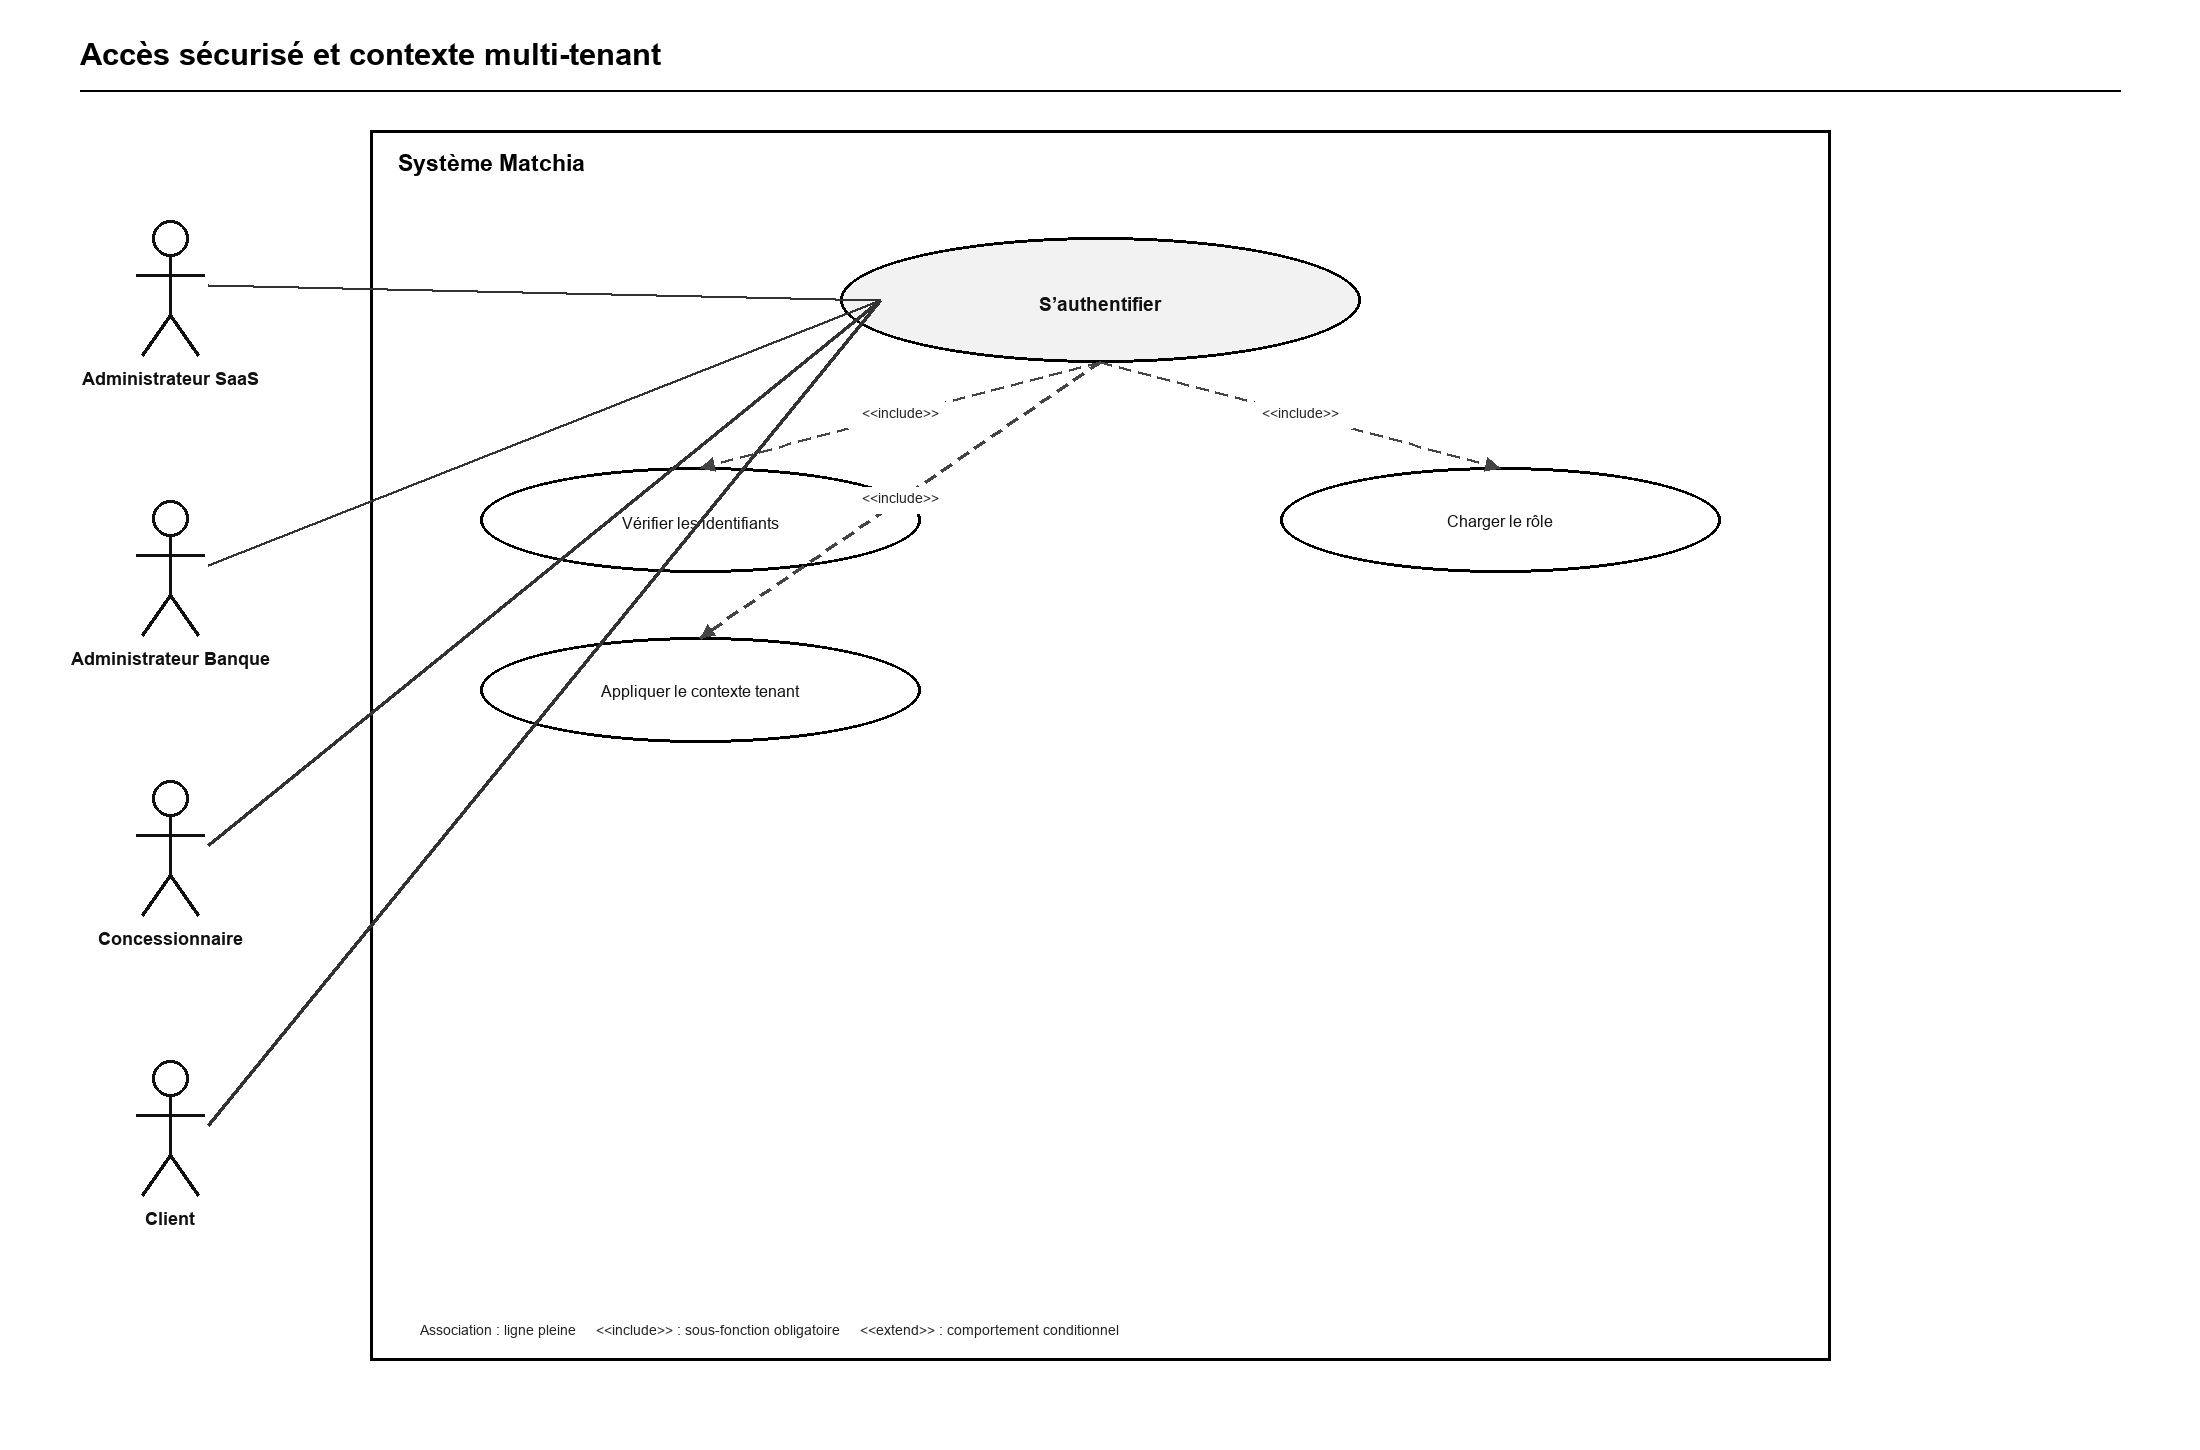 Accès sécurisé et contexte multi-tenant
Système Matchia
S’authentifier
Administrateur SaaS
<<include>>
<<include>>
<<include>>
Vérifier les identifiants
Charger le rôle
Administrateur Banque
Appliquer le contexte tenant
Concessionnaire
Client
Association : ligne pleine <<include>> : sous-fonction obligatoire <<extend>> : comportement conditionnel